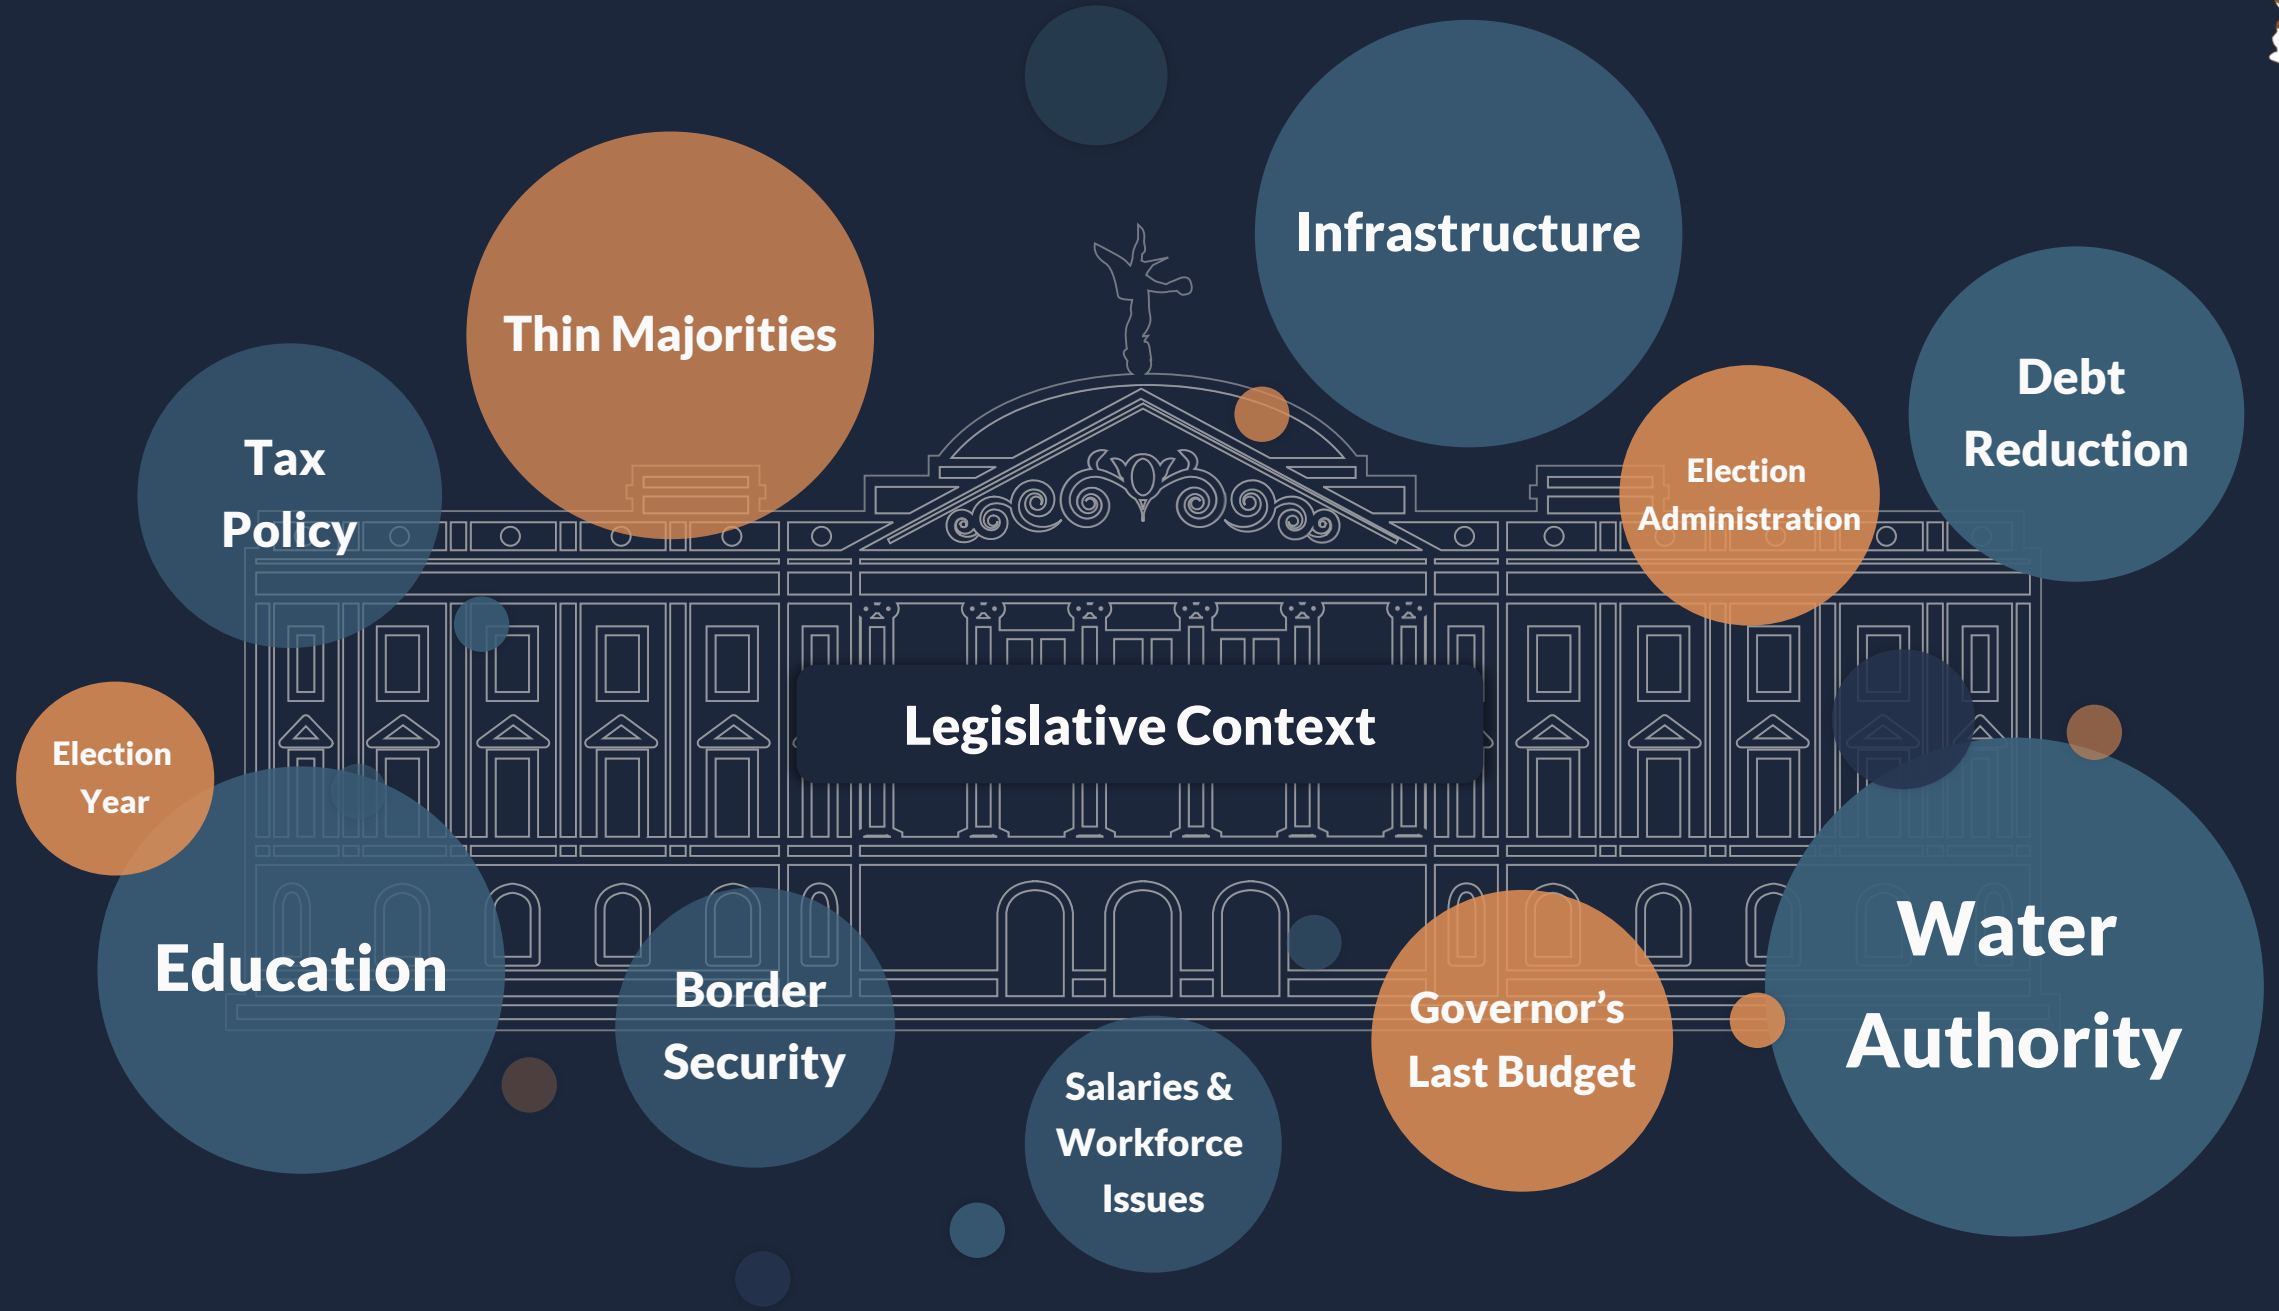 Infrastructure
Thin Majorities
Debt
Reduction
Tax
Policy
Election
Administration
Legislative Context
Election
Year
Education
Border
Security
Salaries &
Workforce
Issues
Governor’s
Last Budget
Water
Authority